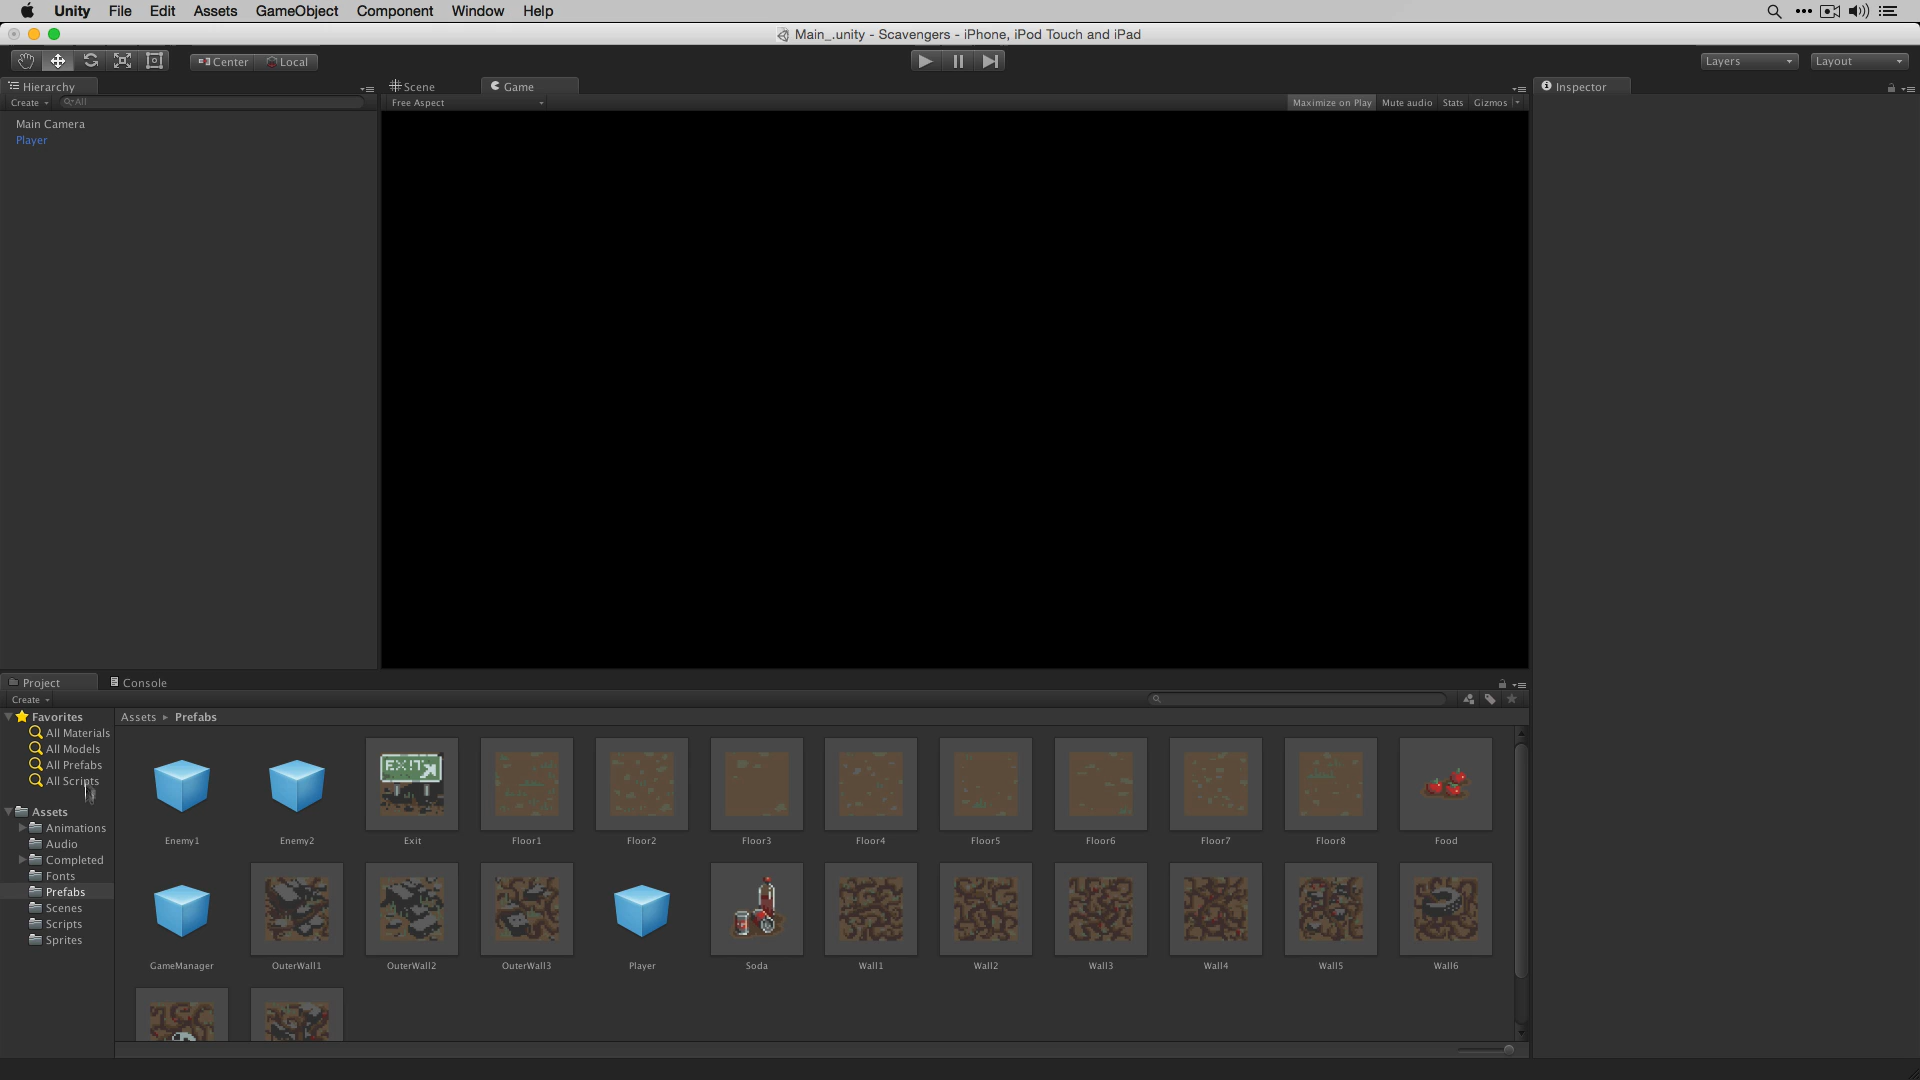 Unity File Edit Assets GameObject Component Window Help
Main_.unity - Scavengers - iPhone, iPod Touch and iPad
Center Local Layers Layout
Hierarchy
Create All
Main Camera
Player
Scene Game
Free Aspect Maximize on Play Mute audio Stats Gizmos
Inspector
Project Console
Create
Favorites
All Materials
All Models
All Prefabs
All Scripts
Assets
Animations
Audio
Completed
Fonts
Prefabs
Scenes
Scripts
Sprites
Assets Prefabs
EXIT
Enemy1 Enemy2 Exit Floor1 Floor2 Floor3 Floor4 Floor5 Floor6 Floor7 Floor8 Food
GameManager OuterWall1 OuterWall2 OuterWall3 Player Soda Wall1 Wall2 Wall3 Wall4 Wall5 Wall6